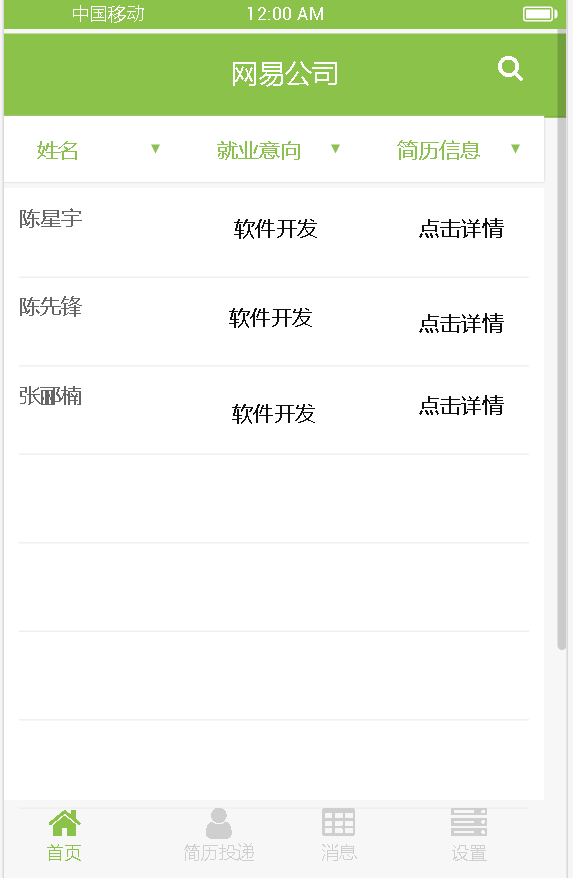 中国移动 12:00 AM
网易公司
姓名 ▼ 就业意向 ▼ 简历信息 ▼
陈星宇 软件开发 点击详情
陈先锋 软件开发 点击详情
张郦楠 软件开发 点击详情
首页 简历投递 消息 设置